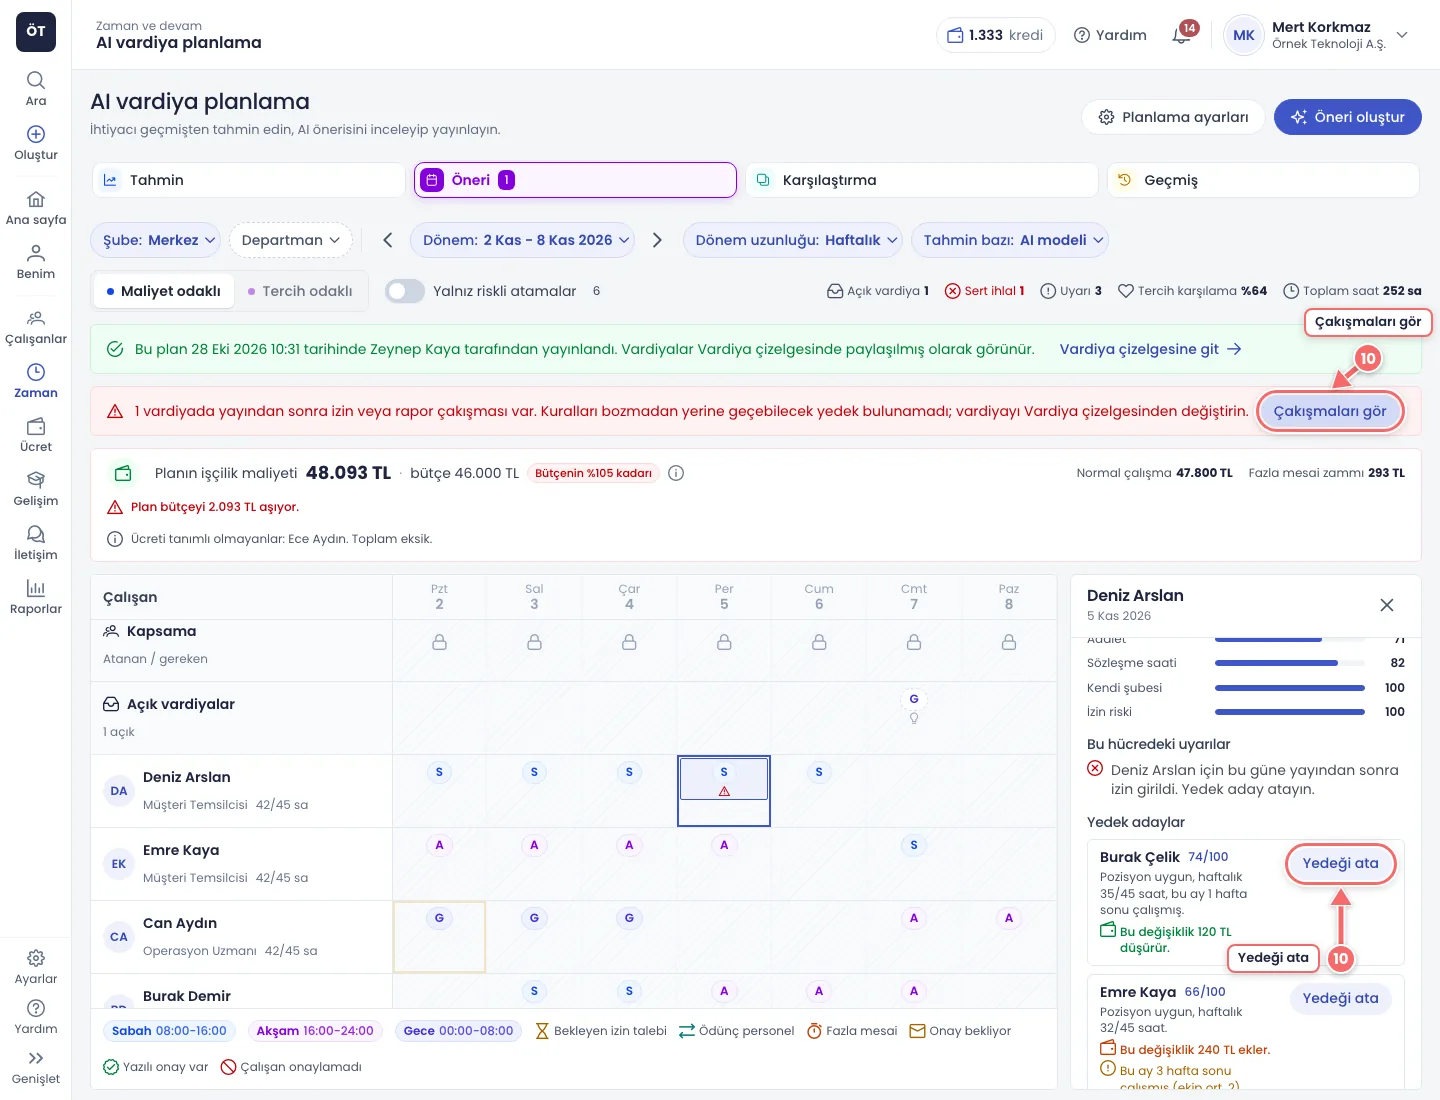 ÖT
Ara
Oluştur
Ana sayfa
Benim
Çalışanlar
Zaman
Ücret
Gelişim
İletişim
Raporlar
Ayarlar
Yardım
Genişlet
Zaman ve devam
AI vardiya planlama
1.333 kredi
Yardım
14
MK
Mert Korkmaz
Örnek Teknoloji A.Ş.
AI vardiya planlama
İhtiyacı geçmişten tahmin edin, AI önerisini inceleyip yayınlayın.
Planlama ayarları
Öneri oluştur
Tahmin
Öneri 1
Karşılaştırma
Geçmiş
Şube: Merkez
Departman
Dönem: 2 Kas - 8 Kas 2026
Dönem uzunluğu: Haftalık
Tahmin bazı: AI modeli
Maliyet odaklı
Tercih odaklı
Yalnız riskli atamalar 6
Açık vardiya 1
Sert ihlal 1
Uyarı 3
Tercih karşılama %64
Toplam saat 252 sa
Çakışmaları gör
10
Bu plan 28 Eki 2026 10:31 tarihinde Zeynep Kaya tarafından yayınlandı. Vardiyalar Vardiya çizelgesinde paylaşılmış olarak görünür.
Vardiya çizelgesine git
1 vardiyada yayından sonra izin veya rapor çakışması var. Kuralları bozmadan yerine geçebilecek yedek bulunamadı; vardiyayı Vardiya çizelgesinden değiştirin.
Çakışmaları gör
Planın işçilik maliyeti 48.093 TL · bütçe 46.000 TL Bütçenin %105 kadarı
Normal çalışma 47.800 TL
Fazla mesai zammı 293 TL
Plan bütçeyi 2.093 TL aşıyor.
Ücreti tanımlı olmayanlar: Ece Aydın. Toplam eksik.
Çalışan
Pzt 2
Sal 3
Çar 4
Per 5
Cum 6
Cmt 7
Paz 8
Kapsama
Atanan / gereken
Açık vardiyalar
1 açık
G
DA
Deniz Arslan
Müşteri Temsilcisi 42/45 sa
S S S S S
EK
Emre Kaya
Müşteri Temsilcisi 42/45 sa
A A A A S
CA
Can Aydın
Operasyon Uzmanı 42/45 sa
G G G A A
Burak Demir
S S A A A
Sabah 08:00-16:00
Akşam 16:00-24:00
Gece 00:00-08:00
Bekleyen izin talebi
Ödünç personel
Fazla mesai
Onay bekliyor
Yazılı onay var
Çalışan onaylamadı
Deniz Arslan
5 Kas 2026
Adalet 71
Sözleşme saati 82
Kendi şubesi 100
İzin riski 100
Bu hücredeki uyarılar
Deniz Arslan için bu güne yayından sonra
izin girildi. Yedek aday atayın.
Yedek adaylar
Burak Çelik 74/100
Yedeği ata
Pozisyon uygun, haftalık
35/45 saat, bu ay 1 hafta
sonu çalışmış.
Bu değişiklik 120 TL
düşürür.
Yedeği ata
10
Emre Kaya 66/100
Yedeği ata
Pozisyon uygun, haftalık
32/45 saat.
Bu değişiklik 240 TL ekler.
Bu ay 3 hafta sonu
çalışmış (ekip ort. 2)